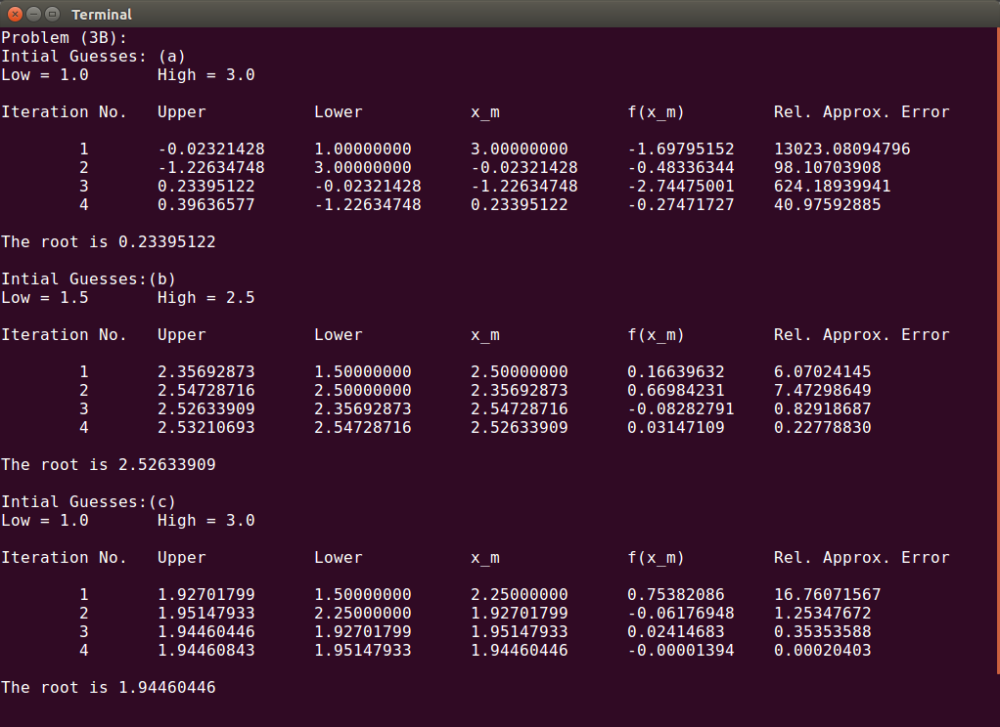 Terminal
Problem (3B):
Intial Guesses: (a)
Low = 1.0 High = 3.0
Iteration No. Upper Lower x_m f(x_m) Rel. Approx. Error
1 -0.02321428 1.00000000 3.00000000 -1.69795152 13023.08094796
2 -1.22634748 3.00000000 -0.02321428 -0.48336344 98.10703908
3 0.23395122 -0.02321428 -1.22634748 -2.74475001 624.18939941
4 0.39636577 -1.22634748 0.23395122 -0.27471727 40.97592885
The root is 0.23395122
Intial Guesses:(b)
Low = 1.5 High = 2.5
Iteration No. Upper Lower x_m f(x_m) Rel. Approx. Error
1 2.35692873 1.50000000 2.50000000 0.16639632 6.07024145
2 2.54728716 2.50000000 2.35692873 0.66984231 7.47298649
3 2.52633909 2.35692873 2.54728716 -0.08282791 0.82918687
4 2.53210693 2.54728716 2.52633909 0.03147109 0.22778830
The root is 2.52633909
Intial Guesses:(c)
Low = 1.0 High = 3.0
Iteration No. Upper Lower x_m f(x_m) Rel. Approx. Error
1 1.92701799 1.50000000 2.25000000 0.75382086 16.76071567
2 1.95147933 2.25000000 1.92701799 -0.06176948 1.25347672
3 1.94460446 1.92701799 1.95147933 0.02414683 0.35353588
4 1.94460843 1.95147933 1.94460446 -0.00001394 0.00020403
The root is 1.94460446